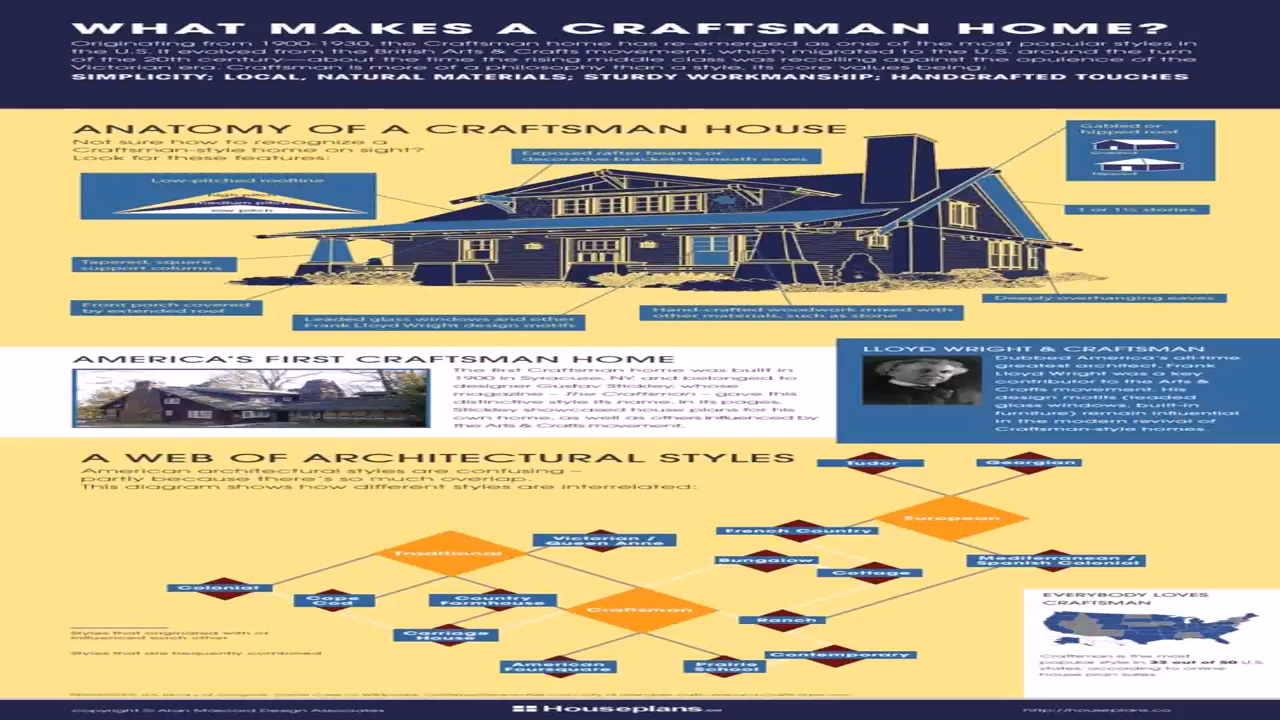 WHAT MAKES A CRAFTSMAN HOME?
Originating from 1900-1930, the Craftsman home has re-emerged as one of the most popular styles in
the U.S. It evolved from the British Arts & Crafts movement, which migrated to the U.S. around the turn
of the 20th century—about the time the rising middle class was recoiling against the opulence of the
Victorian era. Craftsman is more of a philosophy than a style, its core values being:
SIMPLCITY; LOCAL, NATURAL MATERIALS; STURDY WORKMANSHIP; HANDCRAFTED TOUCHES
ANATOMY OF A CRAFTSMAN HOUSE
Not sure how to recognize a
Craftsman-style home on sight?
Look for these features:
Low-pitched roofline
high pitch
medium pitch
low pitch
Exposed rafter beams or
decorative brackets beneath eaves
Gabled or
hipped roof
1 or 1½ stories
Tapered, square
support columns
Front porch covered
by extended roof
Leaded glass windows and other
Frank Lloyd Wright design motifs
Hand-crafted woodwork mixed with
other materials, such as stone
Deeply overhanging eaves
AMERICA'S FIRST CRAFTSMAN HOME
The first Craftsman home was built in
1900 in Syracuse, NY, and belonged to
designer Gustav Stickley, whose
magazine – The Craftsman – gave this
distinctive style its name. In its pages,
Stickley showcased house plans for his
own home, as well as others influenced by
the Arts & Crafts movement.
LLOYD WRIGHT & CRAFTSMAN
Dubbed America's all-time
greatest architect, Frank
Lloyd Wright was a key
contributor to the Arts &
Crafts movement. His
design motifs (leaded
glass windows, built-in
furniture) remain influential
in the modern revival of
Craftsman-style homes.
A WEB OF ARCHITECTURAL STYLES
American architectural styles are confusing –
partly because there's so much overlap.
This diagram shows how different styles are interrelated:
Tudor
Georgian
European
French Country
Victorian /
Queen Anne
Traditional
Bungalow
Mediterranean /
Spanish Colonial
Cottage
Colonial
Cape
Cod
Country
Farmhouse
Craftsman
Ranch
Carriage
House
Contemporary
American
Foursquare
Prairie
School
Styles that originated with or
influenced each other
Styles that are frequently combined
EVERYBODY LOVES
CRAFTSMAN
Craftsman is the most
popular style in 33 out of 50 U.S.
states, according to online
house plan sales.
copyright © Alan Mascord Design Associates
Houseplans.co
http://houseplans.co